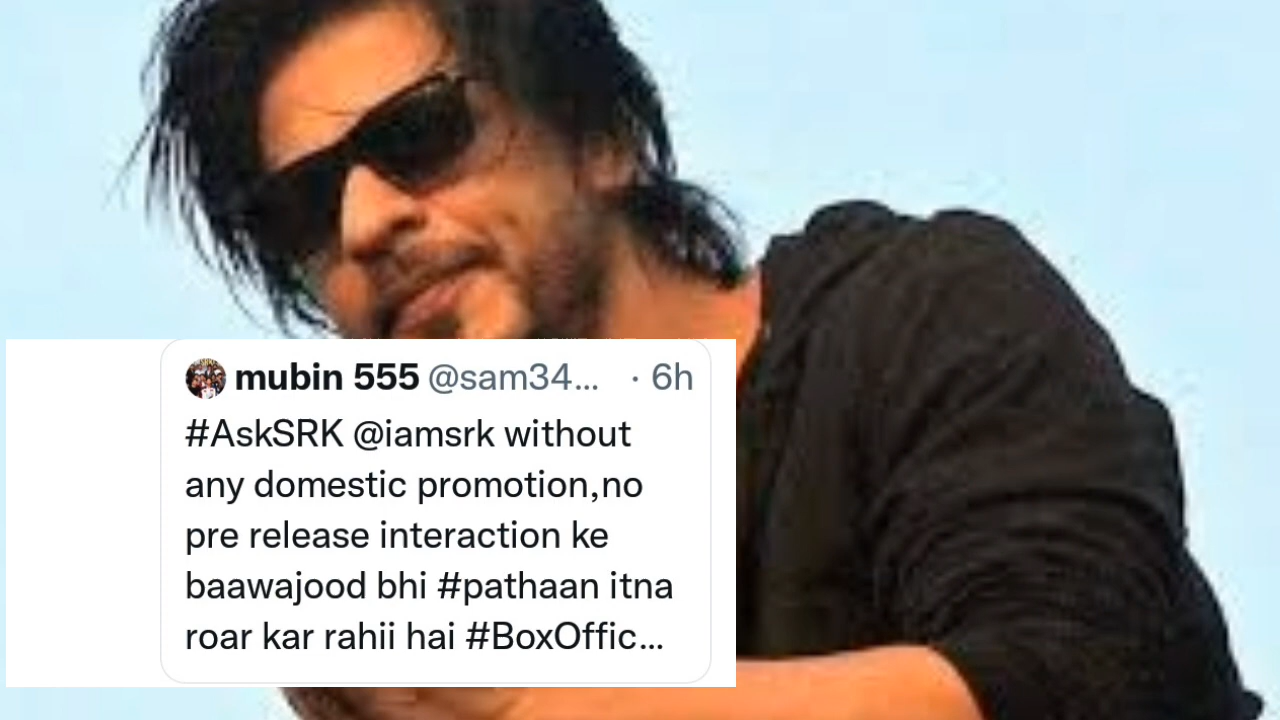 mubin 555 @sam34... · 6h
#AskSRK @iamsrk without
any domestic promotion,no
pre release interaction ke
baawajood bhi #pathaan itna
roar kar rahii hai #BoxOffic...